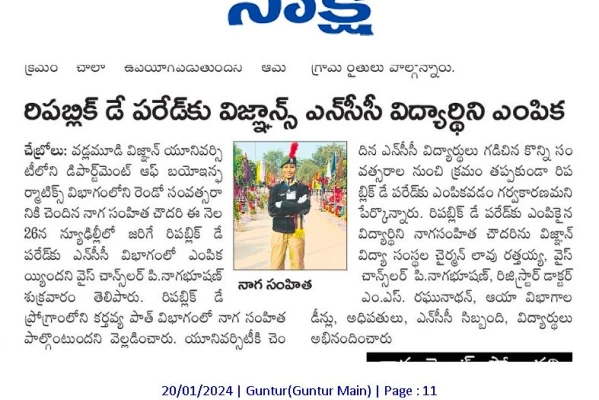 సాక్షి
క్రమం చాలా ఉపయోగపడుతుందని ఆమె
గ్రామ రైతులు పాల్గొన్నారు.
రిపబ్లిక్ డే పరేడ్‌కు విజ్ఞాన్స్ ఎన్‌సీసీ విద్యార్థిని ఎంపిక
చేబ్రోలు: వడ్లమూడి విజ్ఞాన్ యూనివర్సి
టీలోని డిపార్ట్‌మెంట్ ఆఫ్ బయోఇన్ఫ
ర్మాటిక్స్ విభాగంలోని రెండో సంవత్సరా
నికి చెందిన నాగ సంహిత చౌదరి ఈ నెల
26న న్యూఢిల్లీలో జరిగే రిపబ్లిక్ డే
పరేడ్‌కు ఎన్‌సీసీ విభాగంలో ఎంపిక
య్యిందని వైస్ చాన్సలర్ పి.నాగభూషణ్
శుక్రవారం తెలిపారు. రిపబ్లిక్ డే
ప్రోగ్రాంలోని కర్తవ్య పాత్ విభాగంలో నాగ సంహిత
పాల్గొంటుందని వెల్లడించారు. యూనివర్సిటీకి చెం
నాగ సంహిత
దిన ఎన్‌సీసీ విద్యార్థులు గడిచిన కొన్ని సం
వత్సరాల నుంచి క్రమం తప్పకుండా రిప
బ్లిక్ డే పరేడ్‌కు ఎంపికవడం గర్వకారణమని
పేర్కొన్నారు. రిపబ్లిక్ డే పరేడ్‌కు ఎంపికైన
విద్యార్థిని నాగసంహిత చౌదరిను విజ్ఞాన్
విద్యా సంస్థల చైర్మన్ లావు రత్తయ్య, వైస్
చాన్సలర్ పి.నాగభూషణ్, రిజిస్ట్రార్ డాక్టర్
ఎం.ఎస్. రఘునాథన్, ఆయా విభాగాల
డీన్లు, అధిపతులు, ఎన్‌సీసీ సిబ్బంది, విద్యార్థులు
అభినందించారు
20/01/2024 | Guntur(Guntur Main) | Page : 11